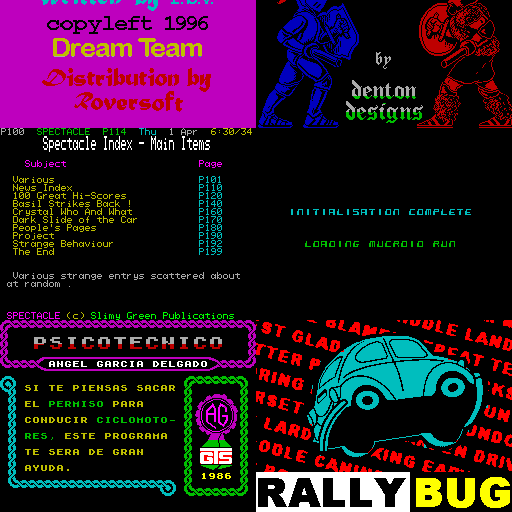 Written by I.B.V.
copyleft 1996
Dream Team
Distribution by
Roversoft
by
denton
designs
P100 SPECTACLE P114 Thu 1 Apr 6:30/34
Spectacle Index - Main Items
Subject Page
Various P101
News Index P110
100 Great Hi-Scores P120
Basil Strikes Back ! P140
Crystal Who And What P160
Dark Slide of the Car P170
People's Pages P180
Project P190
Strange Behaviour P192
The End P199
Various strange entrys scattered about
at random .
SPECTACLE (c) Slimy Green Publications
INITIALISATION COMPLETE
LOADING MUCROID RUN
PSICOTECNICO
ANGEL GARCIA DELGADO
SI TE PIENSAS SACAR
EL PERMISO PARA
CONDUCIR CICLOMOTO-
RES, ESTE PROGRAMA
TE SERA DE GRAN
AYUDA.
AG
GTS
1986
RALLY BUG